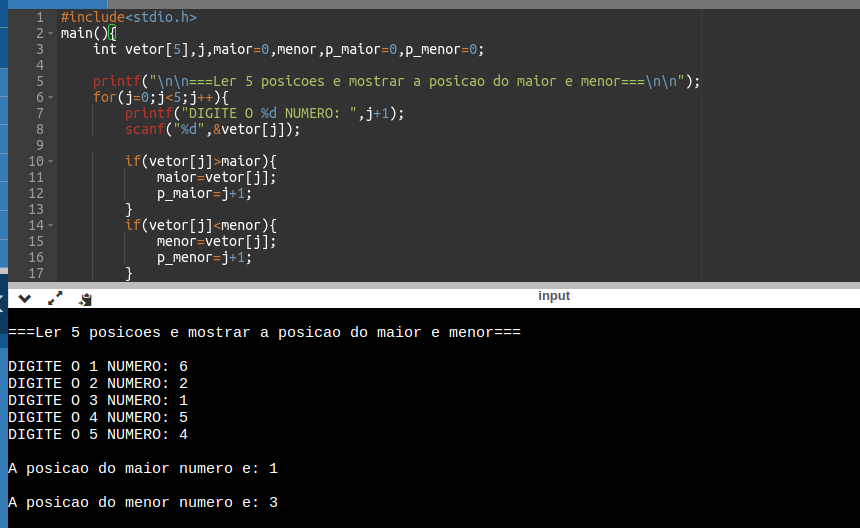 1 #include<stdio.h>
2 main(){
3 int vetor[5],j,maior=0,menor,p_maior=0,p_menor=0;
4
5 printf("\n\n===Ler 5 posicoes e mostrar a posicao do maior e menor===\n\n");
6 for(j=0;j<5;j++){
7 printf("DIGITE O %d NUMERO: ",j+1);
8 scanf("%d",&vetor[j]);
9
10 if(vetor[j]>maior){
11 maior=vetor[j];
12 p_maior=j+1;
13 }
14 if(vetor[j]<menor){
15 menor=vetor[j];
16 p_menor=j+1;
17 }
input
===Ler 5 posicoes e mostrar a posicao do maior e menor===
DIGITE O 1 NUMERO: 6
DIGITE O 2 NUMERO: 2
DIGITE O 3 NUMERO: 1
DIGITE O 4 NUMERO: 5
DIGITE O 5 NUMERO: 4
A posicao do maior numero e: 1
A posicao do menor numero e: 3